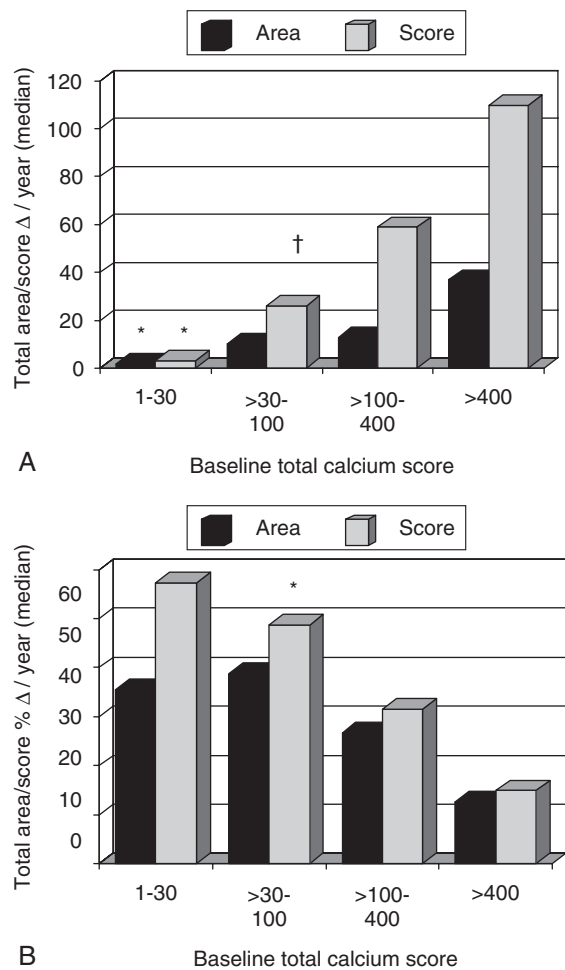 Area Score
Total area/score Δ / year (median)
120
100
80
60
40
20
0
* * †
1-30 >30-100 >100-400 >400
A
Baseline total calcium score
Area Score
Total area/score % Δ / year (median)
60
50
40
30
20
10
0
*
1-30 >30-100 >100-400 >400
B
Baseline total calcium score